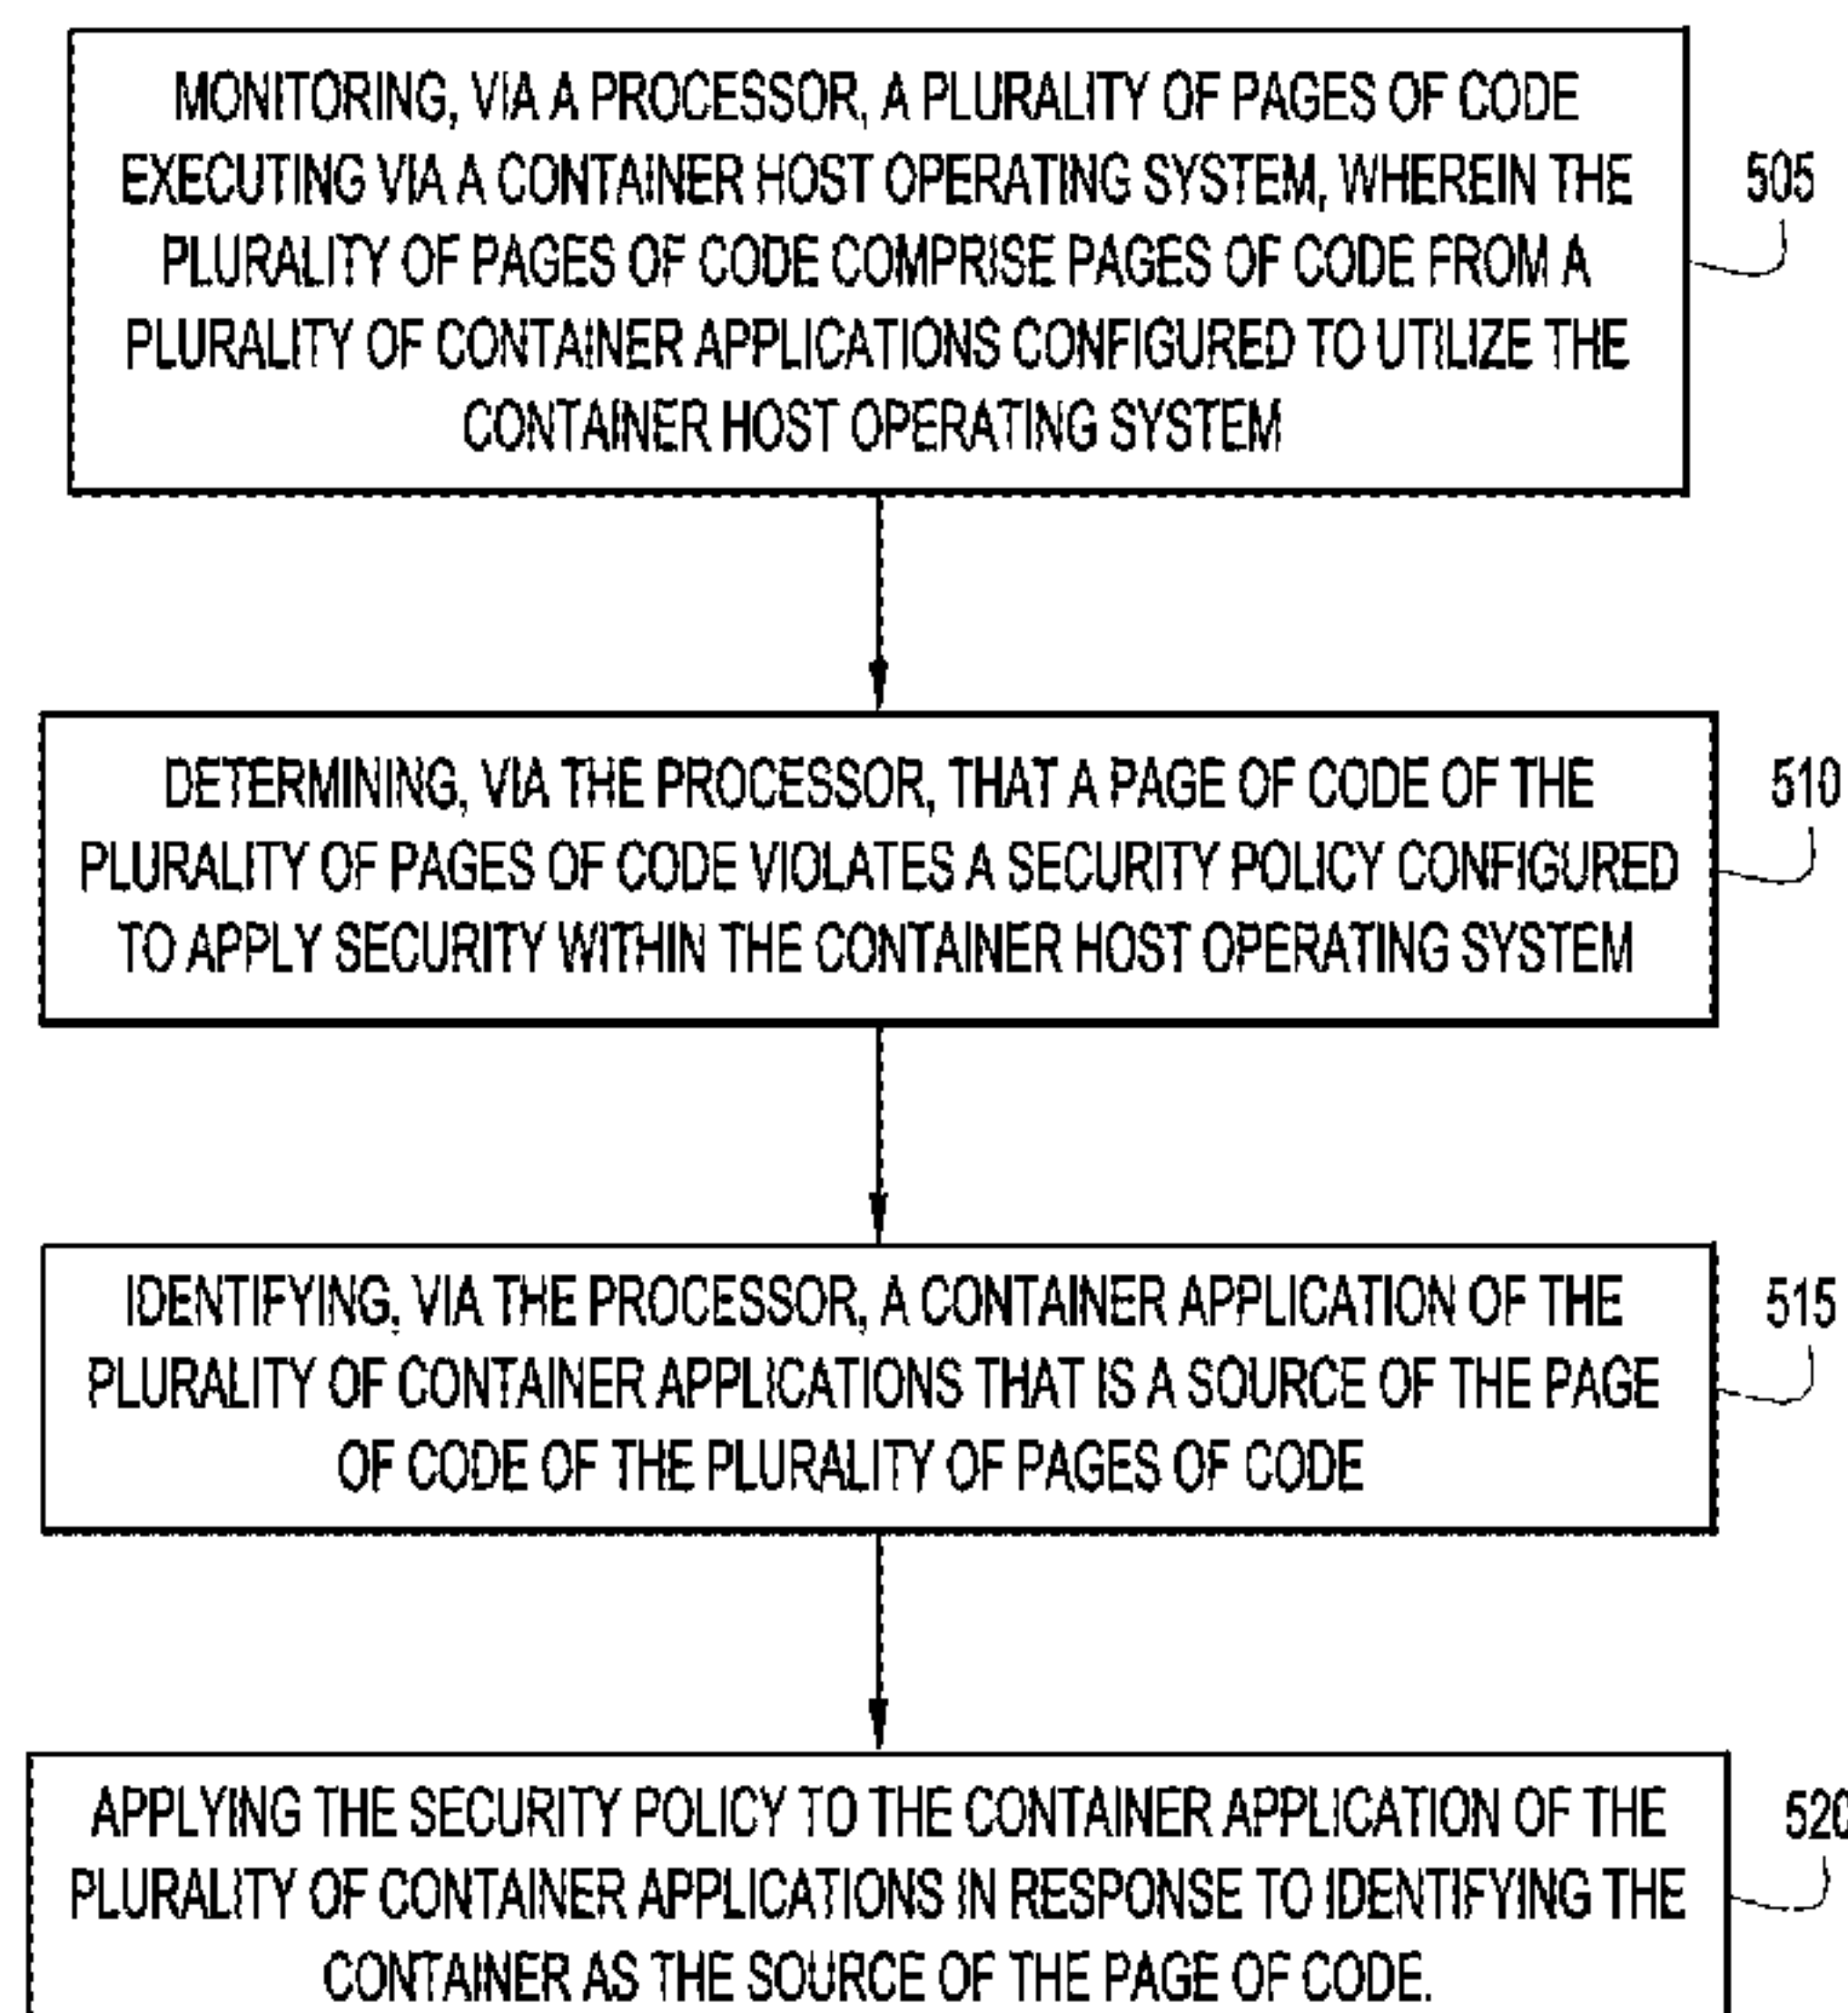 MONITORING, VIA A PROCESSOR, A PLURALITY OF PAGES OF CODE
EXECUTING VIA A CONTAINER HOST OPERATING SYSTEM, WHEREIN THE
PLURALITY OF PAGES OF CODE COMPRISE PAGES OF CODE FROM A
PLURALITY OF CONTAINER APPLICATIONS CONFIGURED TO UTILIZE THE
CONTAINER HOST OPERATING SYSTEM
505
DETERMINING, VIA THE PROCESSOR, THAT A PAGE OF CODE OF THE
PLURALITY OF PAGES OF CODE VIOLATES A SECURITY POLICY CONFIGURED
TO APPLY SECURITY WITHIN THE CONTAINER HOST OPERATING SYSTEM
510
IDENTIFYING, VIA THE PROCESSOR, A CONTAINER APPLICATION OF THE
PLURALITY OF CONTAINER APPLICATIONS THAT IS A SOURCE OF THE PAGE
OF CODE OF THE PLURALITY OF PAGES OF CODE
515
APPLYING THE SECURITY POLICY TO THE CONTAINER APPLICATION OF THE
PLURALITY OF CONTAINER APPLICATIONS IN RESPONSE TO IDENTIFYING THE
CONTAINER AS THE SOURCE OF THE PAGE OF CODE.
520